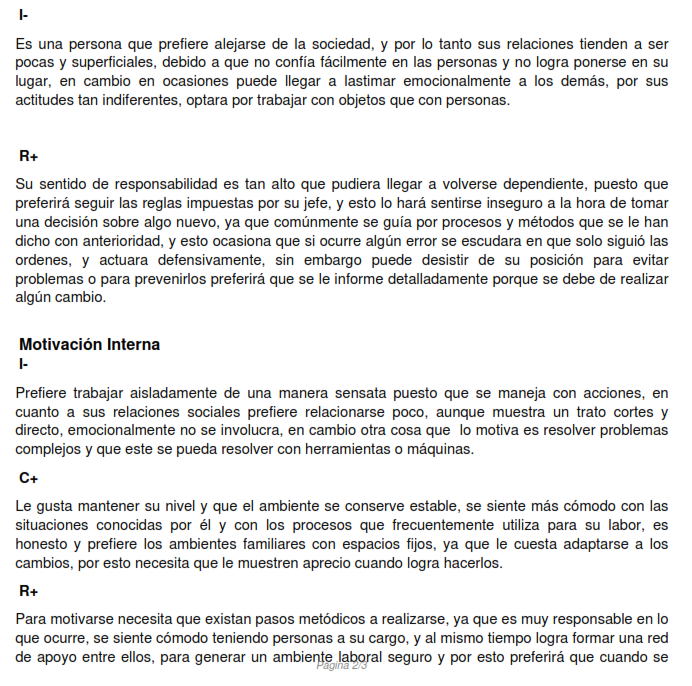 I-
Es una persona que prefiere alejarse de la sociedad, y por lo tanto sus relaciones tienden a ser
pocas y superficiales, debido a que no confía fácilmente en las personas y no logra ponerse en su
lugar, en cambio en ocasiones puede llegar a lastimar emocionalmente a los demás, por sus
actitudes tan indiferentes, optara por trabajar con objetos que con personas.
R+
Su sentido de responsabilidad es tan alto que pudiera llegar a volverse dependiente, puesto que
preferirá seguir las reglas impuestas por su jefe, y esto lo hará sentirse inseguro a la hora de tomar
una decisión sobre algo nuevo, ya que comúnmente se guía por procesos y métodos que se le han
dicho con anterioridad, y esto ocasiona que si ocurre algún error se escudara en que solo siguió las
ordenes, y actuara defensivamente, sin embargo puede desistir de su posición para evitar
problemas o para prevenirlos preferirá que se le informe detalladamente porque se debe de realizar
algún cambio.
Motivación Interna
I-
Prefiere trabajar aisladamente de una manera sensata puesto que se maneja con acciones, en
cuanto a sus relaciones sociales prefiere relacionarse poco, aunque muestra un trato cortes y
directo, emocionalmente no se involucra, en cambio otra cosa que lo motiva es resolver problemas
complejos y que este se pueda resolver con herramientas o máquinas.
C+
Le gusta mantener su nivel y que el ambiente se conserve estable, se siente más cómodo con las
situaciones conocidas por él y con los procesos que frecuentemente utiliza para su labor, es
honesto y prefiere los ambientes familiares con espacios fijos, ya que le cuesta adaptarse a los
cambios, por esto necesita que le muestren aprecio cuando logra hacerlos.
R+
Para motivarse necesita que existan pasos metódicos a realizarse, ya que es muy responsable en lo
que ocurre, se siente cómodo teniendo personas a su cargo, y al mismo tiempo logra formar una red
de apoyo entre ellos, para generar un ambiente laboral seguro y por esto preferirá que cuando se
Página 2/3